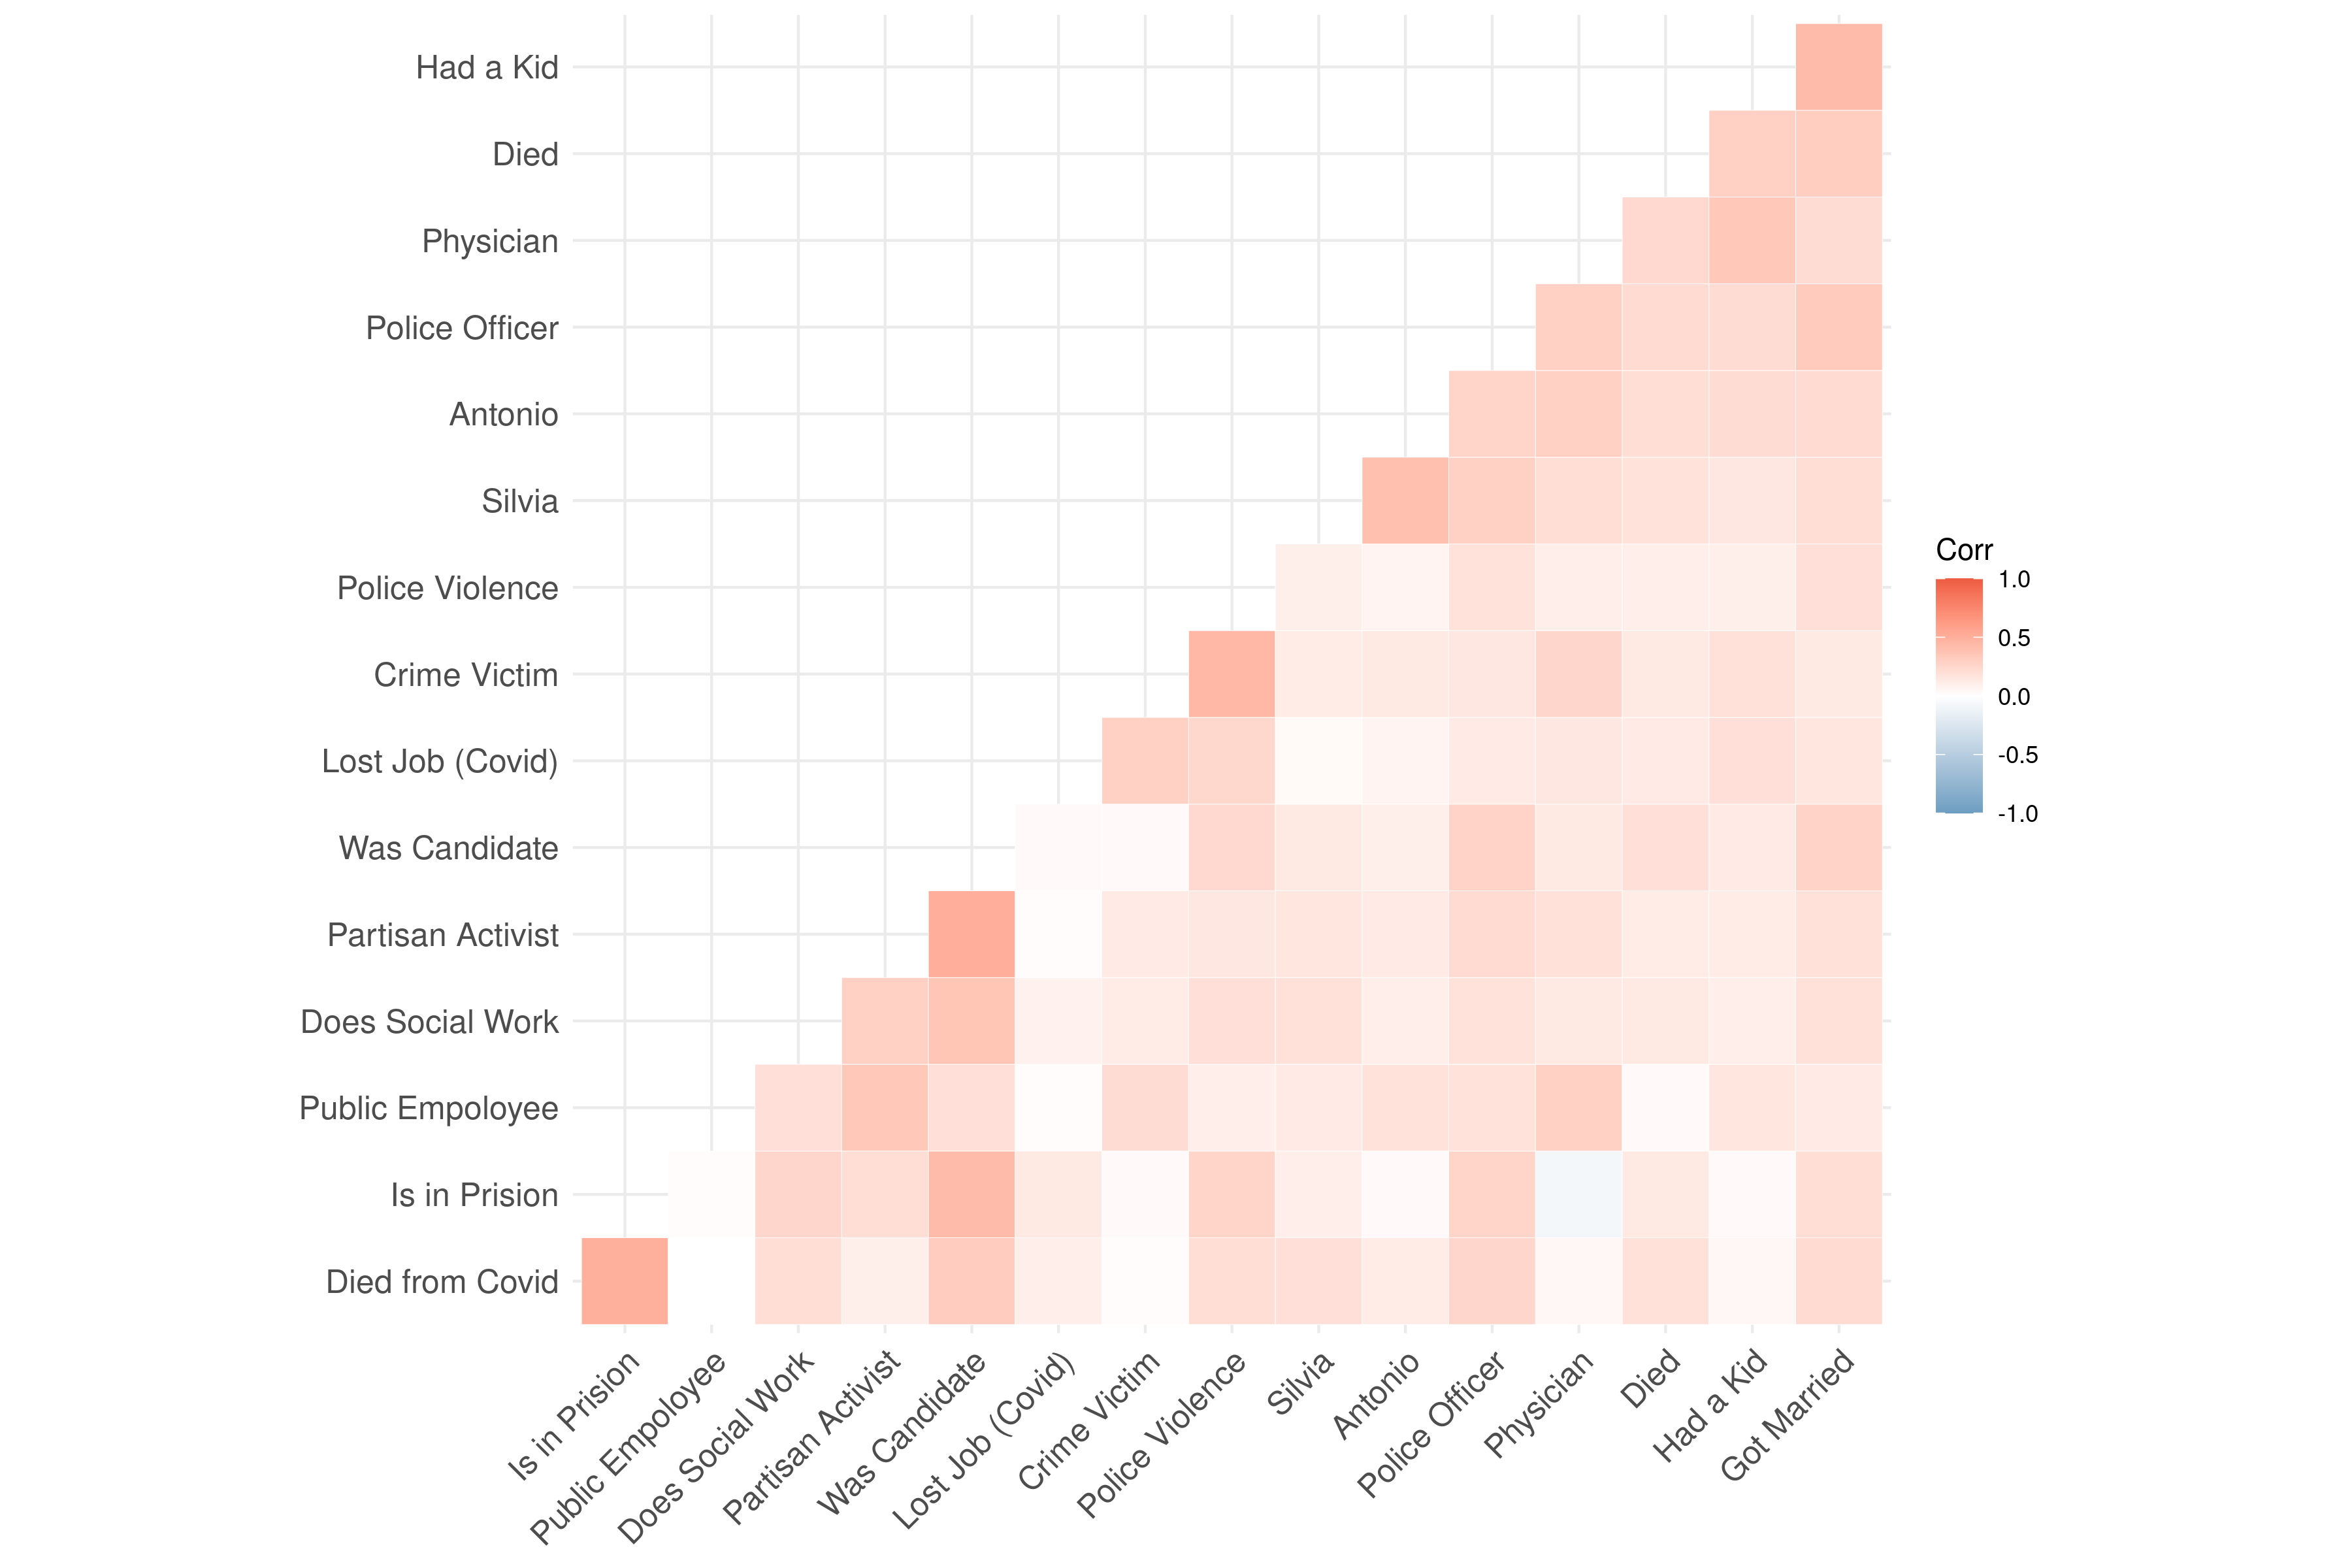 Had a Kid
Died
Physician
Police Officer
Antonio
Silvia
Police Violence
Crime Victim
Lost Job (Covid)
Was Candidate
Partisan Activist
Does Social Work
Public Empoloyee
Is in Prision
Died from Covid
Is in Prision
Public Empoloyee
Does Social Work
Partisan Activist
Was Candidate
Lost Job (Covid)
Crime Victim
Police Violence
Silvia
Antonio
Police Officer
Physician
Died
Had a Kid
Got Married
Corr
1.0
0.5
0.0
-0.5
-1.0